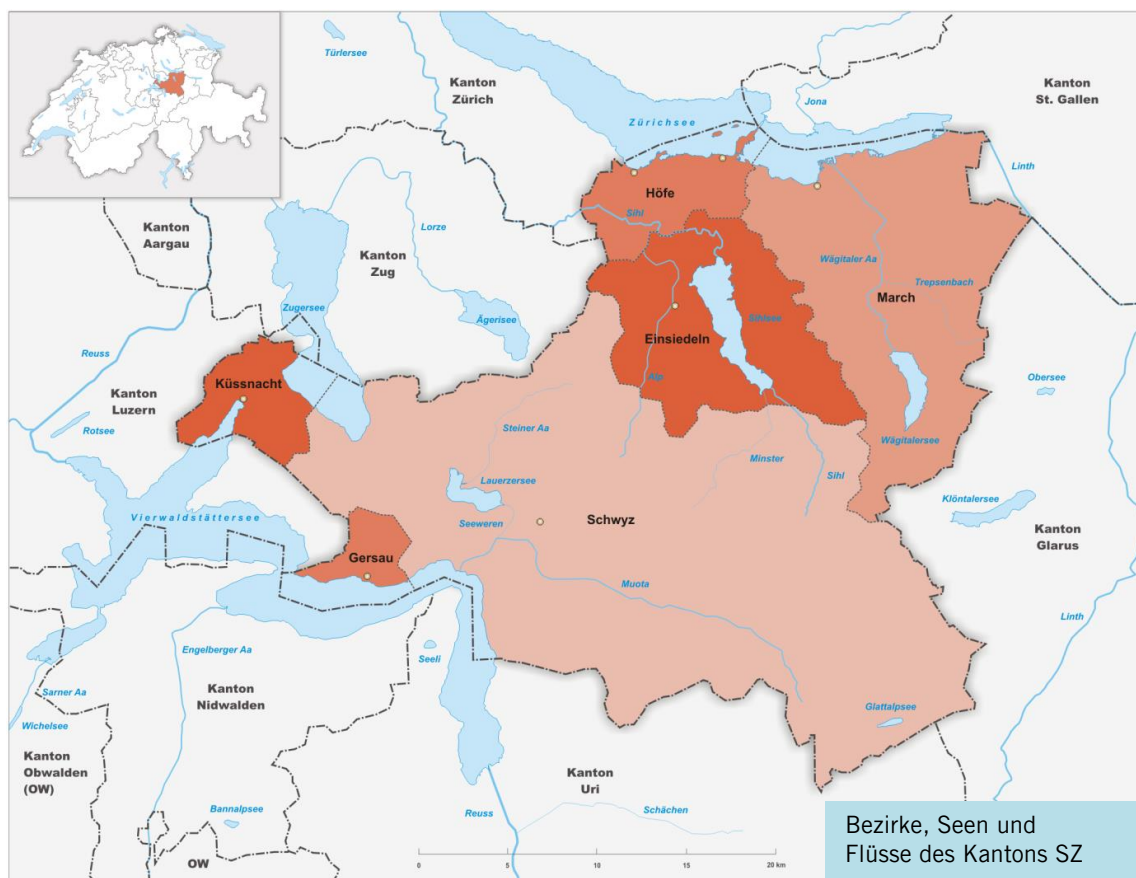 Türlersee
Kanton
Zürich
Jona
Kanton
St. Gallen
Zürichsee
Linth
Höfe
Sihl
Kanton
Aargau
Lorze
Kanton
Zug
Wägitaler Aa
Trepsenbach
March
Zugersee
Ägerisee
Sihlsee
Einsiedeln
Reuss
Küssnacht
Alp
Obersee
Kanton
Luzern
Rotsee
Steiner Aa
Wägitalersee
Minster
Sihl
Lauerzersee
Klöntalersee
Vierwaldstättersee
Seeweren
Schwyz
Kanton
Glarus
Gersau
Muota
Linth
Engelberger Aa
Seeli
Sarner Aa
Kanton
Nidwalden
Glattalpsee
Wichelsee
Kanton
Obwalden
(OW)
Kanton
Uri
Bannalpsee
Reuss
Schächen
OW
0 5 10 15 20 km
Bezirke, Seen und
Flüsse des Kantons SZ